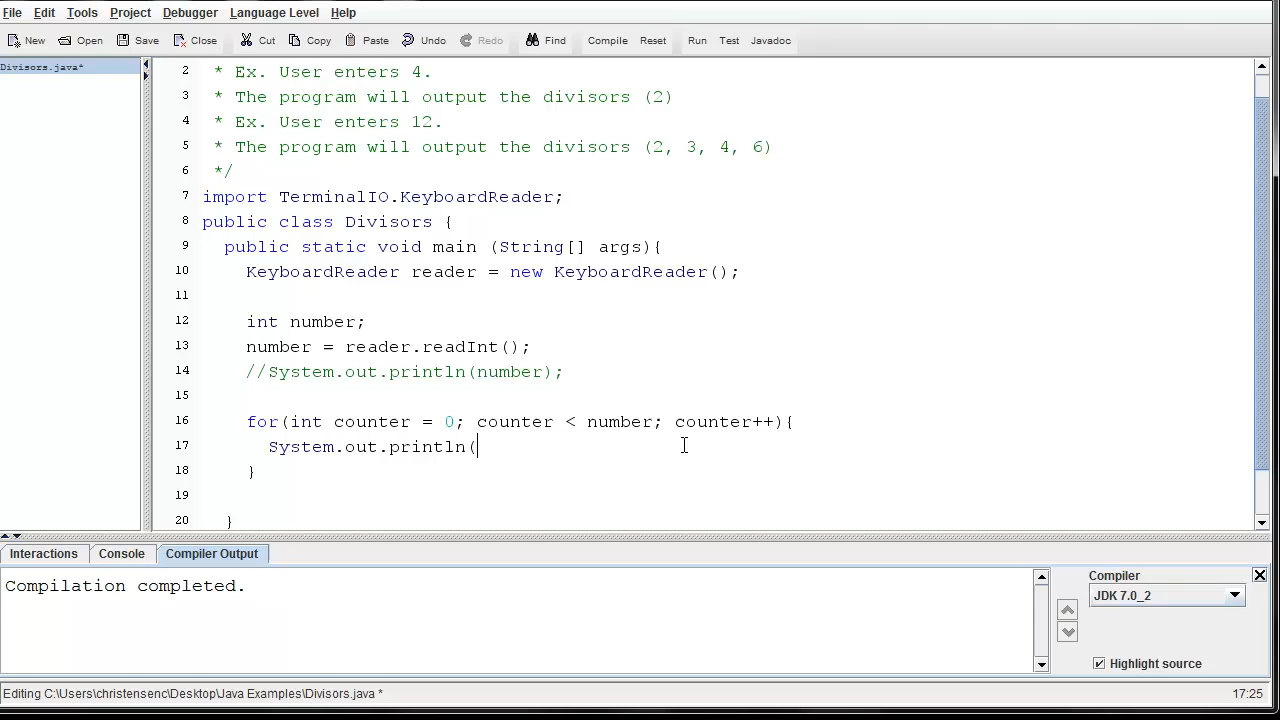 File Edit Tools Project Debugger Language Level Help
New Open Save Close Cut Copy Paste Undo Redo Find Compile Reset Run Test Javadoc
Divisors.java*
2 * Ex. User enters 4.
3 * The program will output the divisors (2)
4 * Ex. User enters 12.
5 * The program will output the divisors (2, 3, 4, 6)
6 */
7 import TerminalIO.KeyboardReader;
8 public class Divisors {
9 public static void main (String[] args){
10 KeyboardReader reader = new KeyboardReader();
11
12 int number;
13 number = reader.readInt();
14 //System.out.println(number);
15
16 for(int counter = 0; counter < number; counter++){
17 System.out.println(
18 }
19
20 }
Interactions Console Compiler Output
Compilation completed.
Compiler
JDK 7.0_2
Highlight source
Editing C:\Users\christensenc\Desktop\Java Examples\Divisors.java * 17:25